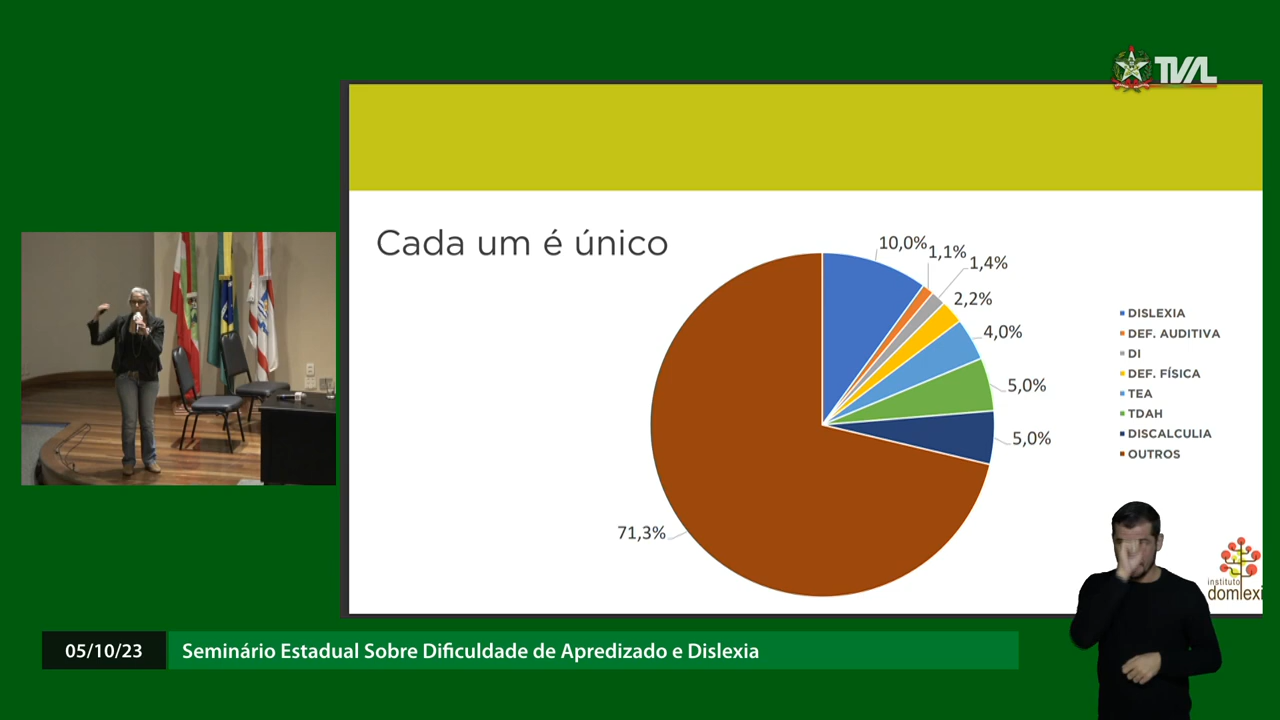 TVAL
Cada um é único
10,0%
1,1%
1,4%
2,2%
4,0%
5,0%
5,0%
71,3%
DISLEXIA
DEF. AUDITIVA
DI
DEF. FÍSICA
TEA
TDAH
DISCALCULIA
OUTROS
instituto
domlexi
05/10/23
Seminário Estadual Sobre Dificuldade de Apredizado e Dislexia